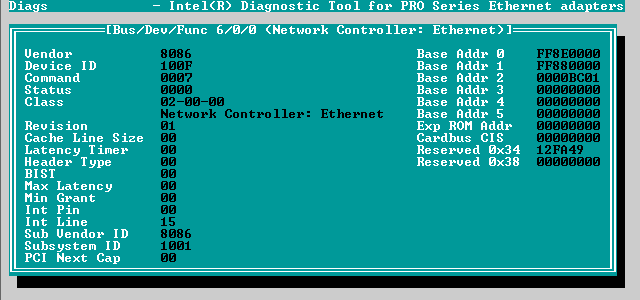 Diags - Intel(R) Diagnostic Tool for PRO Series Ethernet adapters
[Bus/Dev/Func 6/0/0 (Network Controller: Ethernet)]
Vendor 8086 Base Addr 0 FF8E0000
Device ID 100F Base Addr 1 FF880000
Command 0007 Base Addr 2 0000BC01
Status 0000 Base Addr 3 00000000
Class 02-00-00 Base Addr 4 00000000
Network Controller: Ethernet Base Addr 5 00000000
Revision 01 Exp ROM Addr 00000000
Cache Line Size 00 Cardbus CIS 00000000
Latency Timer 00 Reserved 0x34 12FA49
Header Type 00 Reserved 0x38 00000000
BIST 00
Max Latency 00
Min Grant 00
Int Pin 00
Int Line 15
Sub Vendor ID 8086
Subsystem ID 1001
PCI Next Cap 00